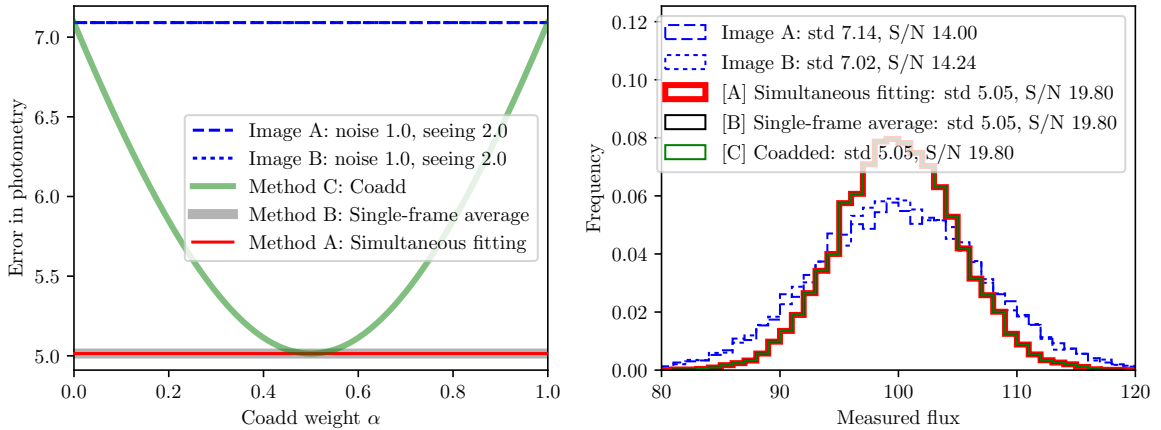 7.0
6.5
6.0
5.5
5.0
Error in photometry
Image A: noise 1.0, seeing 2.0
Image B: noise 1.0, seeing 2.0
Method C: Coadd
Method B: Single-frame average
Method A: Simultaneous fitting
0.0 0.2 0.4 0.6 0.8 1.0
Coadd weight α
0.12
0.10
0.08
0.06
0.04
0.02
0.00
Frequency
Image A: std 7.14, S/N 14.00
Image B: std 7.02, S/N 14.24
[A] Simultaneous fitting: std 5.05, S/N 19.80
[B] Single-frame average: std 5.05, S/N 19.80
[C] Coadded: std 5.05, S/N 19.80
80 90 100 110 120
Measured flux